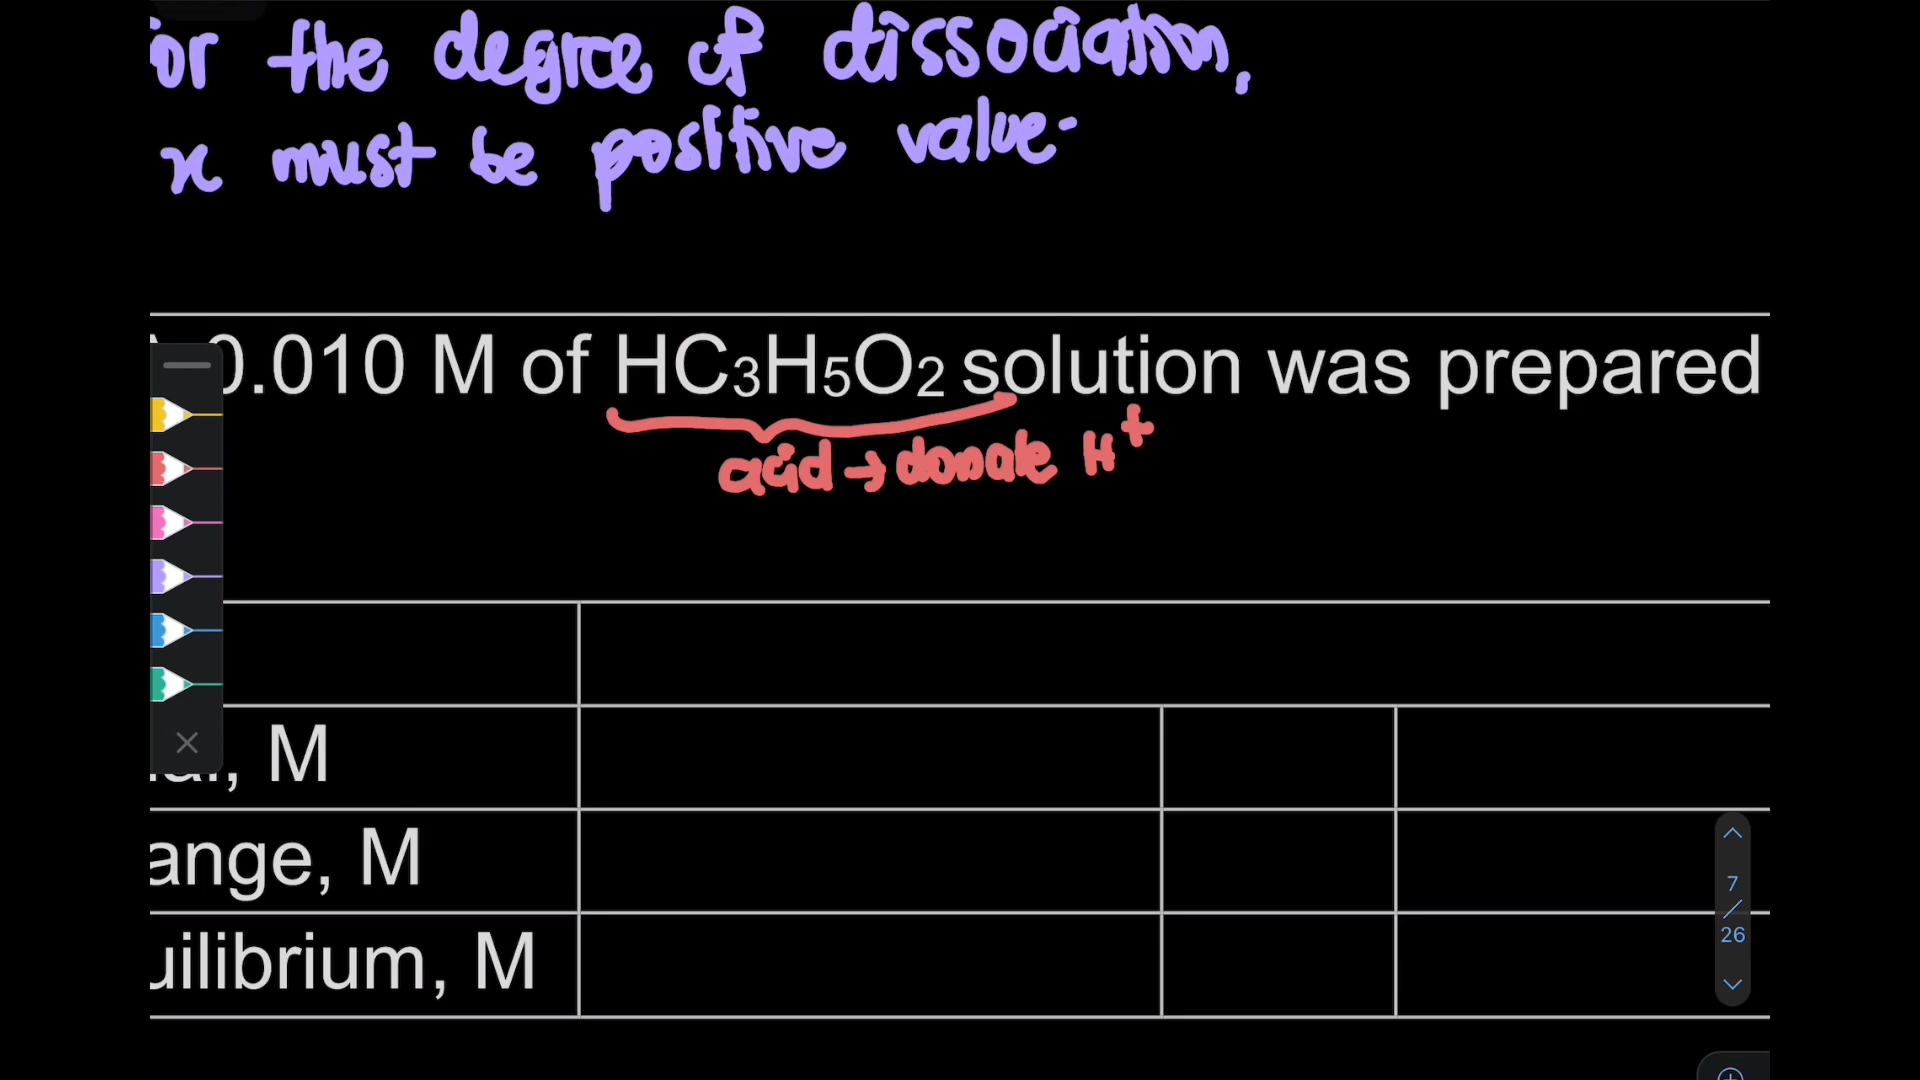 for the degree of dissociation,
x must be positive value.
0.010 M of HC3H5O2 solution was prepared
acid → donate H+
, M
ange, M
uilibrium, M
7
/
26